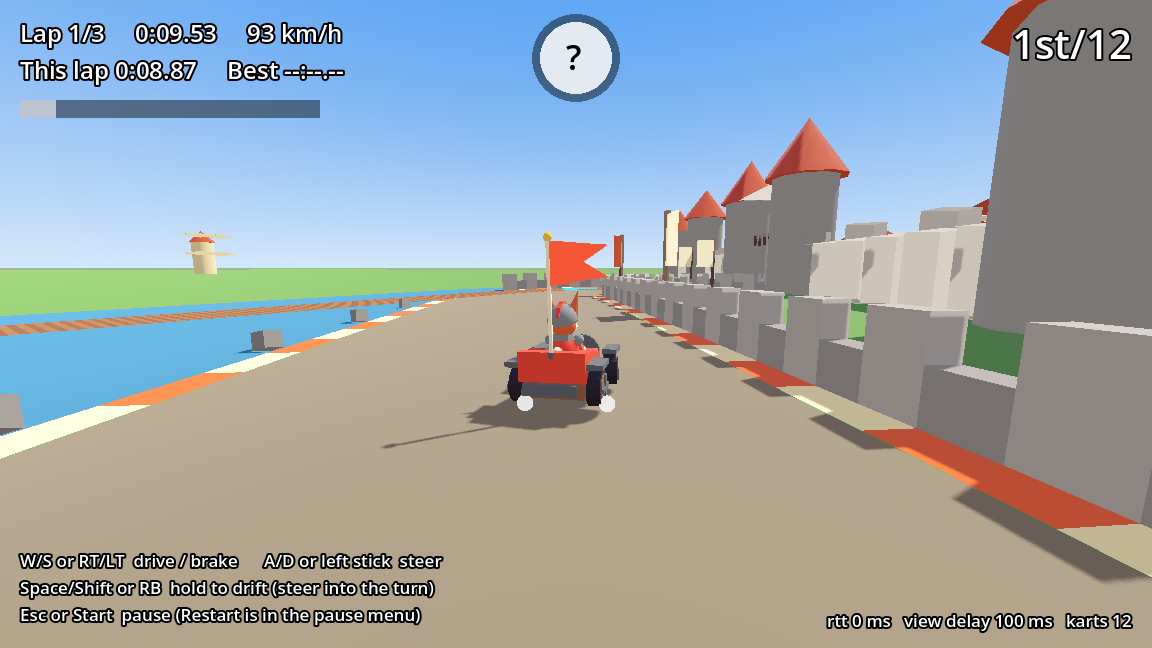 Lap 1/3 0:09.53 93 km/h
This lap 0:08.87 Best --:--.--
?
1st/12
W/S or RT/LT drive / brake A/D or left stick steer
Space/Shift or RB hold to drift (steer into the turn)
Esc or Start pause (Restart is in the pause menu)
rtt 0 ms view delay 100 ms karts 12